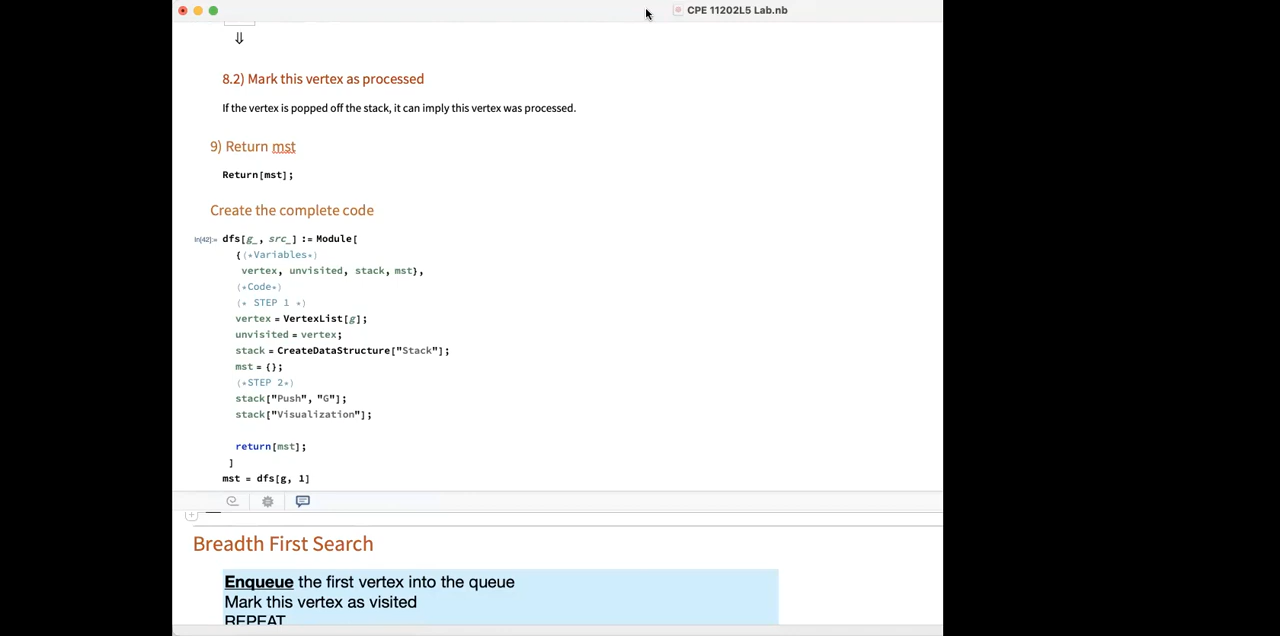 CPE 11202L5 Lab.nb
⇓
8.2) Mark this vertex as processed
If the vertex is popped off the stack, it can imply this vertex was processed.
9) Return mst
Return[mst];
Create the complete code
In[42]:= dfs[g_, src_] := Module[
{(*Variables*)
vertex, unvisited, stack, mst},
(*Code*)
(* STEP 1 *)
vertex = VertexList[g];
unvisited = vertex;
stack = CreateDataStructure["Stack"];
mst = {};
(*STEP 2*)
stack["Push", "G"];
stack["Visualization"];
return[mst];
]
mst = dfs[g, 1]
Breadth First Search
Enqueue the first vertex into the queue
Mark this vertex as visited
REPEAT